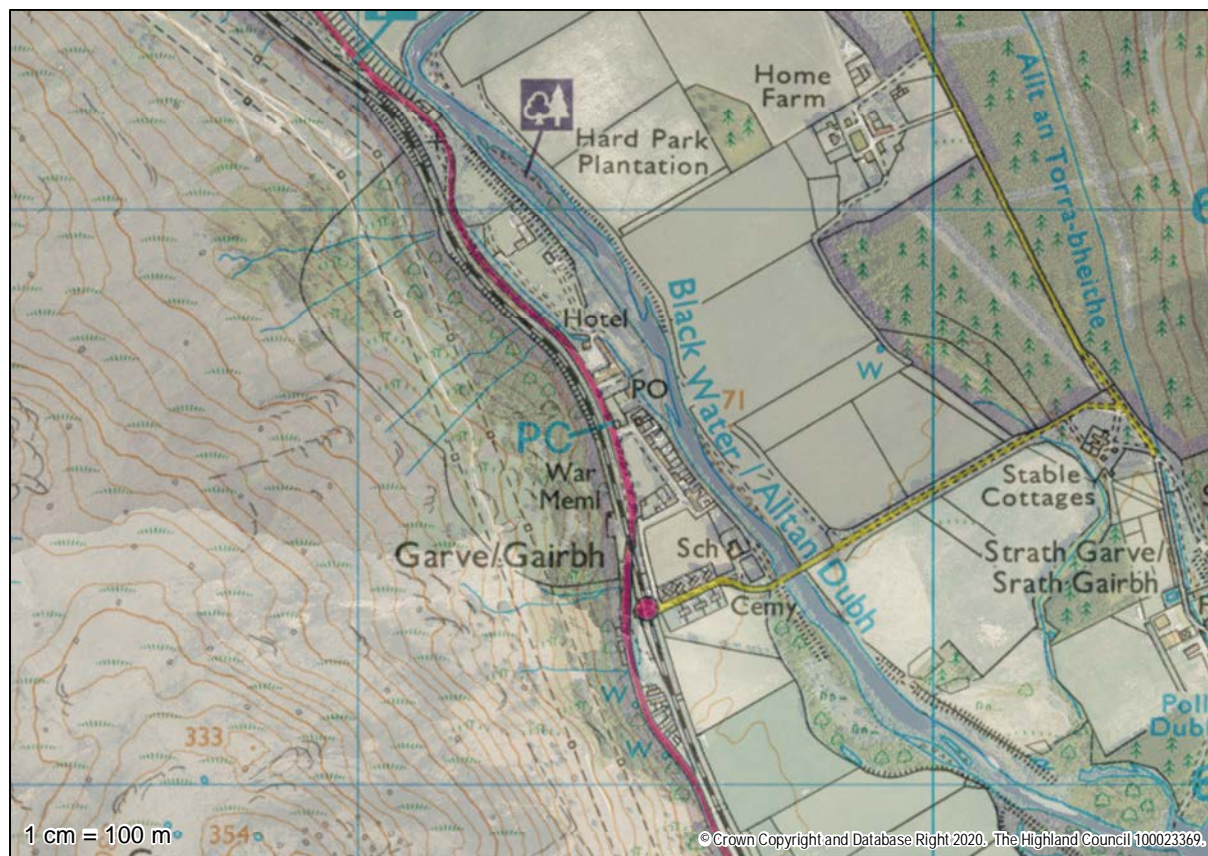 Home
Farm
Allt an Torra-bheithe
Hard Park
Plantation
Black Water / Alltan Dubh
Hotel
W
PO
71
PC
War
Meml
Stable
Cottages
Garve/Gairbh
Sch
Strath Garve/
Srath Gairbh
Cemy
W
Poll
W
333
354
1 cm = 100 m
© Crown Copyright and Database Right 2020. The Highland Council 100023369.